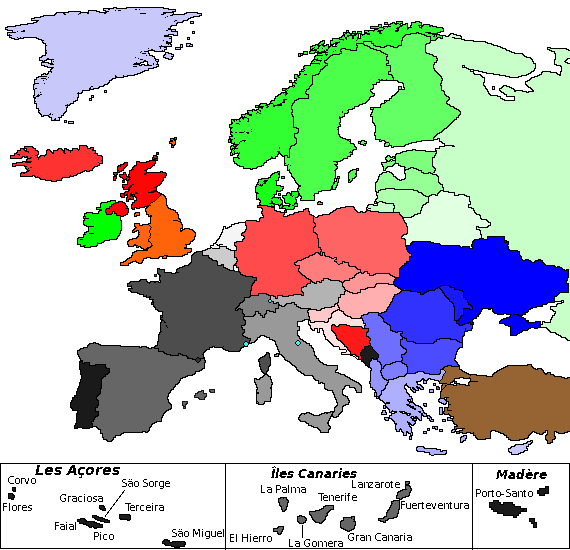 Les Açores
Corvo
Flores
Graciosa
São Sorge
Terceira
Faial
Pico
São Miguel
Îles Canaries
La Palma
Tenerife
Lanzarote
Fuerteventura
El Hierro
La Gomera
Gran Canaria
Madère
Porto-Santo